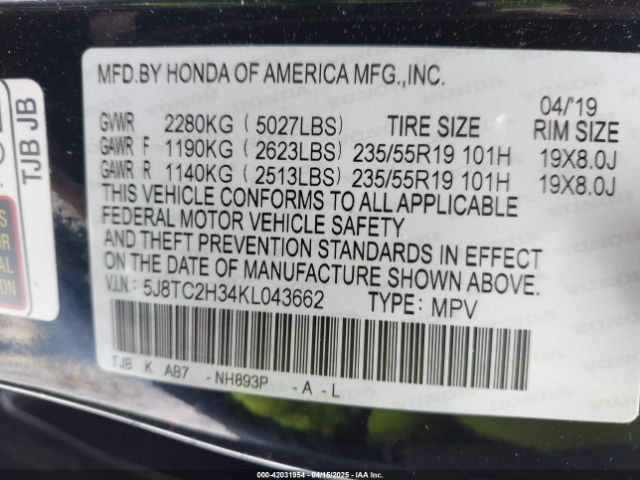 MFD.BY HONDA OF AMERICA MFG.,INC.
04/'19
GVWR 2280KG ( 5027LBS) TIRE SIZE RIM SIZE
GAWR F 1190KG ( 2623LBS) 235/55R19 101H 19X8.0J
GAWR R 1140KG ( 2513LBS) 235/55R19 101H 19X8.0J
THIS VEHICLE CONFORMS TO ALL APPLICABLE
FEDERAL MOTOR VEHICLE SAFETY
AND THEFT PREVENTION STANDARDS IN EFFECT
ON THE DATE OF MANUFACTURE SHOWN ABOVE.
V.I.N.: 5J8TC2H34KL043662 TYPE: MPV
TJB K AB7 -NH893P -A-L
TJB JB
000-42031954 - 04/15/2025 - IAAI.COM